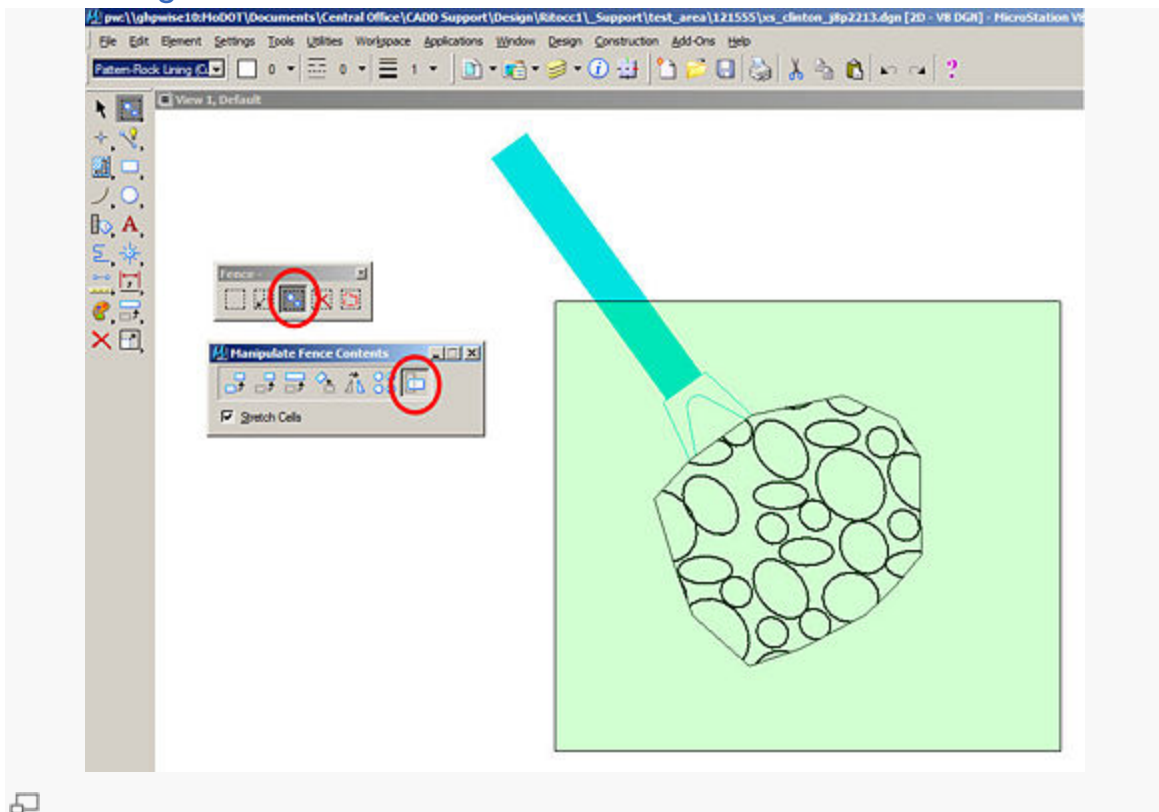 pwc:\\ghpwise10:MoDOT\Documents\Central Office\CADD Support\Design\Ritocc1\_Support\test_area\121555\xs_clinton_j8p2213.dgn [2D - V8 DGN] - MicroStation V8
File Edit Element Settings Tools Utilities Workspace Applications Window Design Construction Add-Ons Help
Pattern-Rock Lining 0 0 1
View 1, Default
Fence -
Manipulate Fence Contents
Stretch Cells